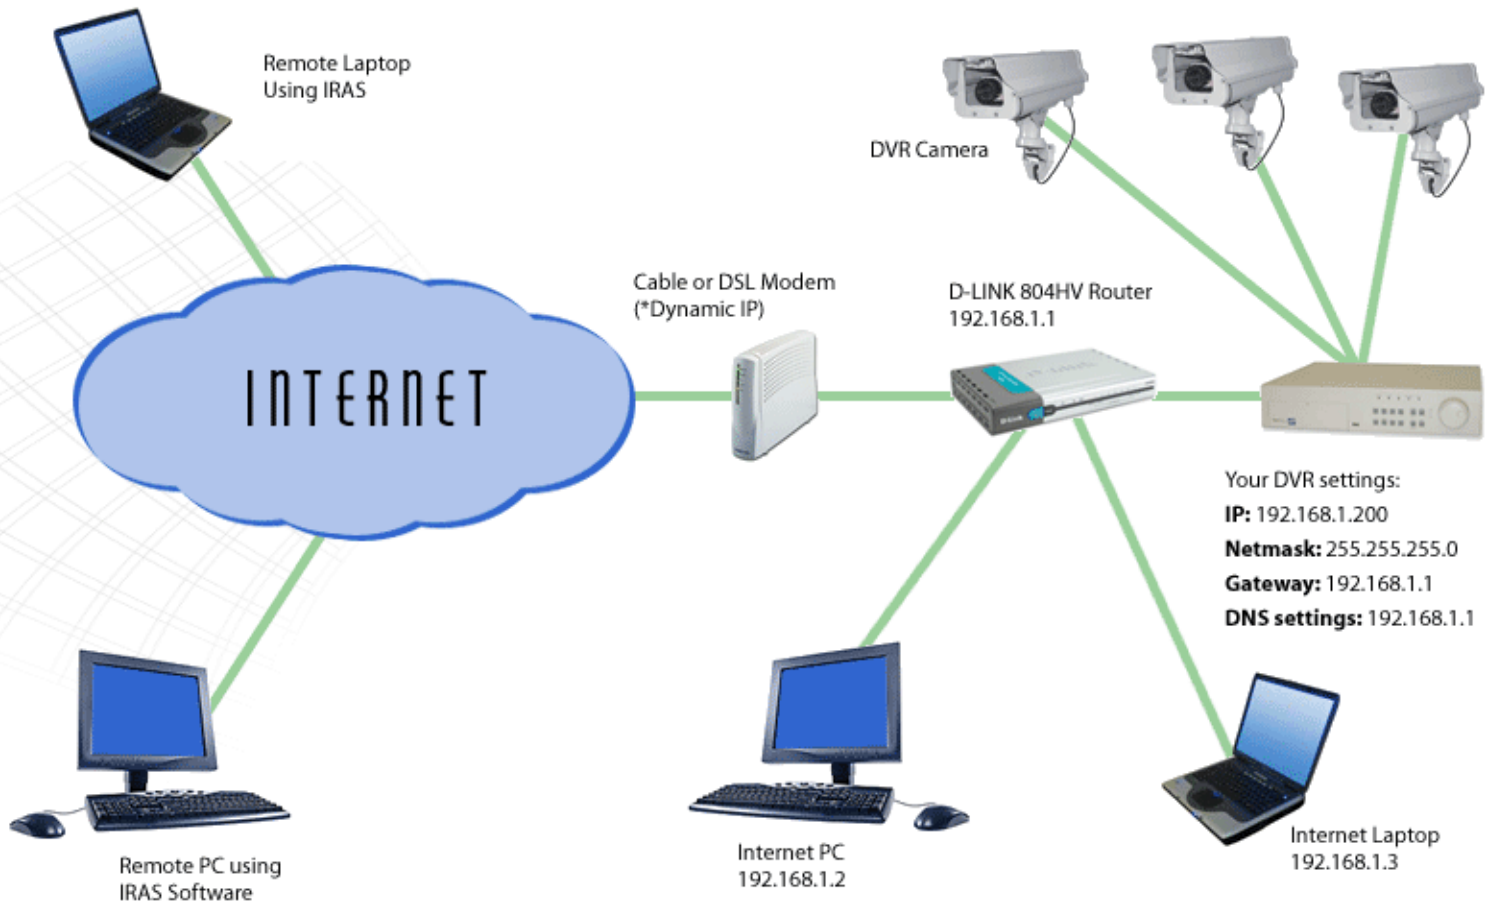 Remote Laptop
Using IRAS
DVR Camera
Cable or DSL Modem
(*Dynamic IP)
D-LINK 804HV Router
192.168.1.1
INTERNET
D-Link
Your DVR settings:
IP: 192.168.1.200
Netmask: 255.255.255.0
Gateway: 192.168.1.1
DNS settings: 192.168.1.1
Remote PC using
IRAS Software
Internet PC
192.168.1.2
Internet Laptop
192.168.1.3